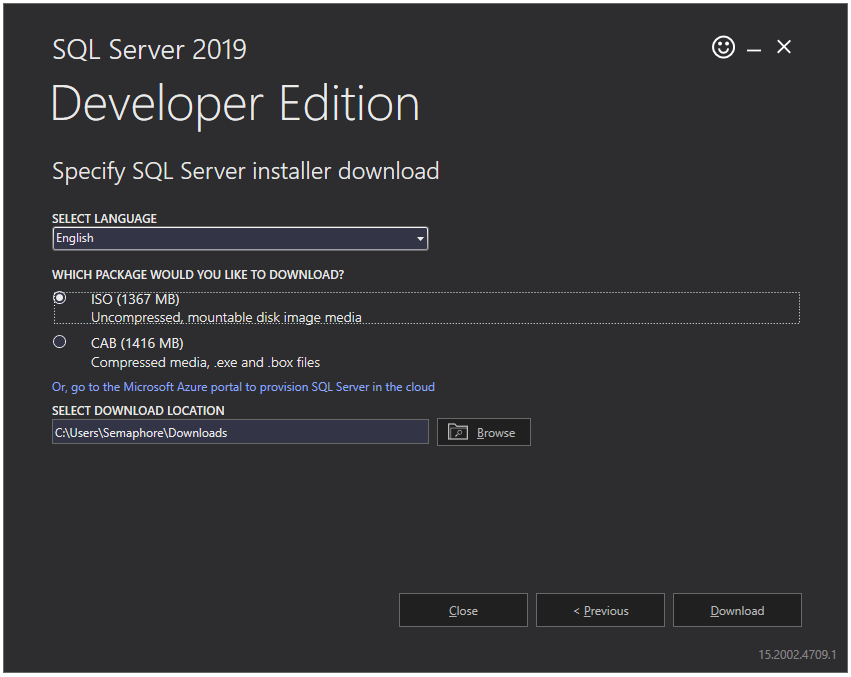 SQL Server 2019
Developer Edition
Specify SQL Server installer download
SELECT LANGUAGE
English
WHICH PACKAGE WOULD YOU LIKE TO DOWNLOAD?
ISO (1367 MB)
Uncompressed, mountable disk image media
CAB (1416 MB)
Compressed media, .exe and .box files
Or, go to the Microsoft Azure portal to provision SQL Server in the cloud
SELECT DOWNLOAD LOCATION
C:\Users\Semaphore\Downloads
Browse
Close
< Previous
Download
15.2002.4709.1